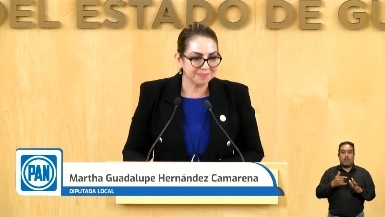 DEL ESTADO DE GU
PAN
Martha Guadalupe Hernández Camarena
DIPUTADA LOCAL